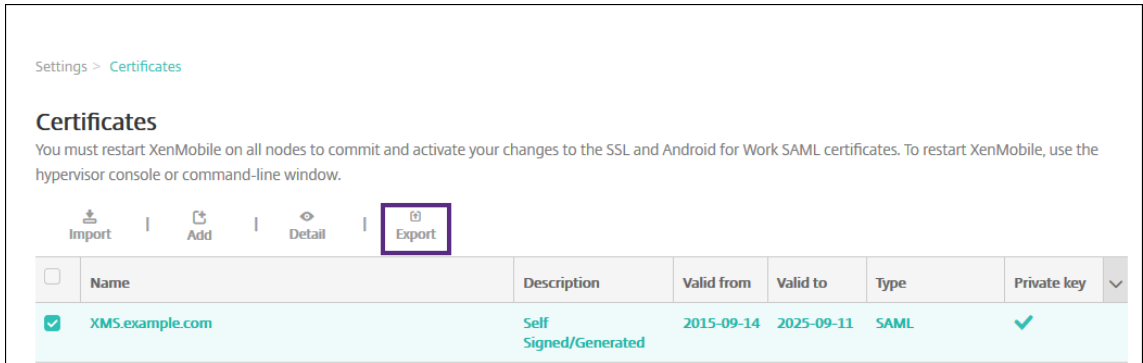 Settings > Certificates
Certificates
You must restart XenMobile on all nodes to commit and activate your changes to the SSL and Android for Work SAML certificates. To restart XenMobile, use the
hypervisor console or command-line window.
Import | Add | Detail | Export
Name Description Valid from Valid to Type Private key
XMS.example.com Self 2015-09-14 2025-09-11 SAML
Signed/Generated